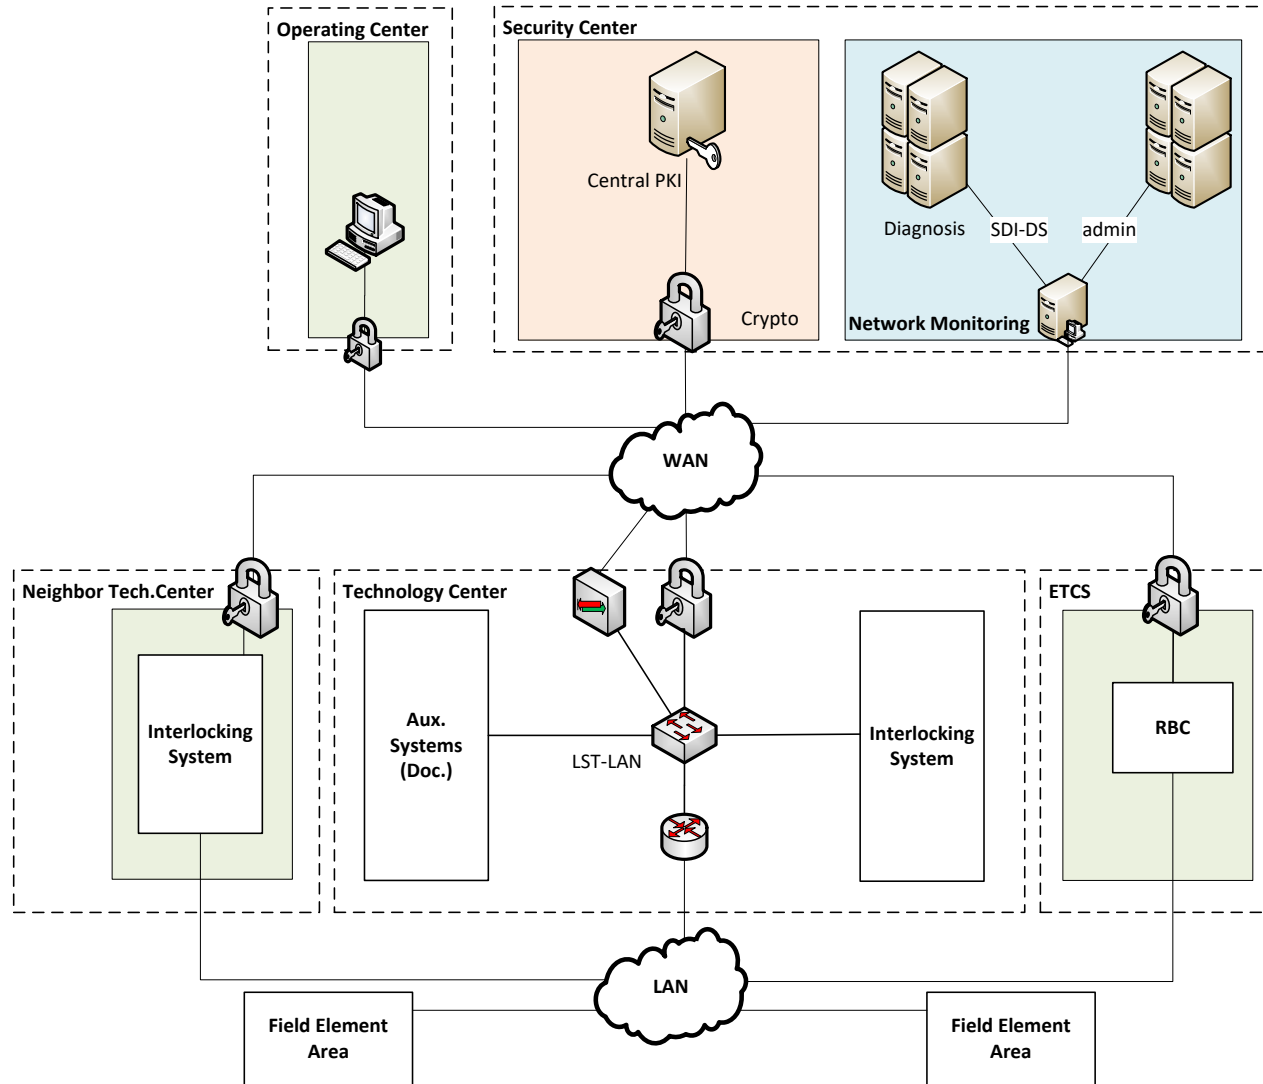 Operating Center
Security Center
Central PKI
Crypto
Diagnosis
SDI-DS
admin
Network Monitoring
WAN
Neighbor Tech.Center
Technology Center
ETCS
Interlocking
System
Aux.
Systems
(Doc.)
LST-LAN
Interlocking
System
RBC
LAN
Field Element
Area
Field Element
Area